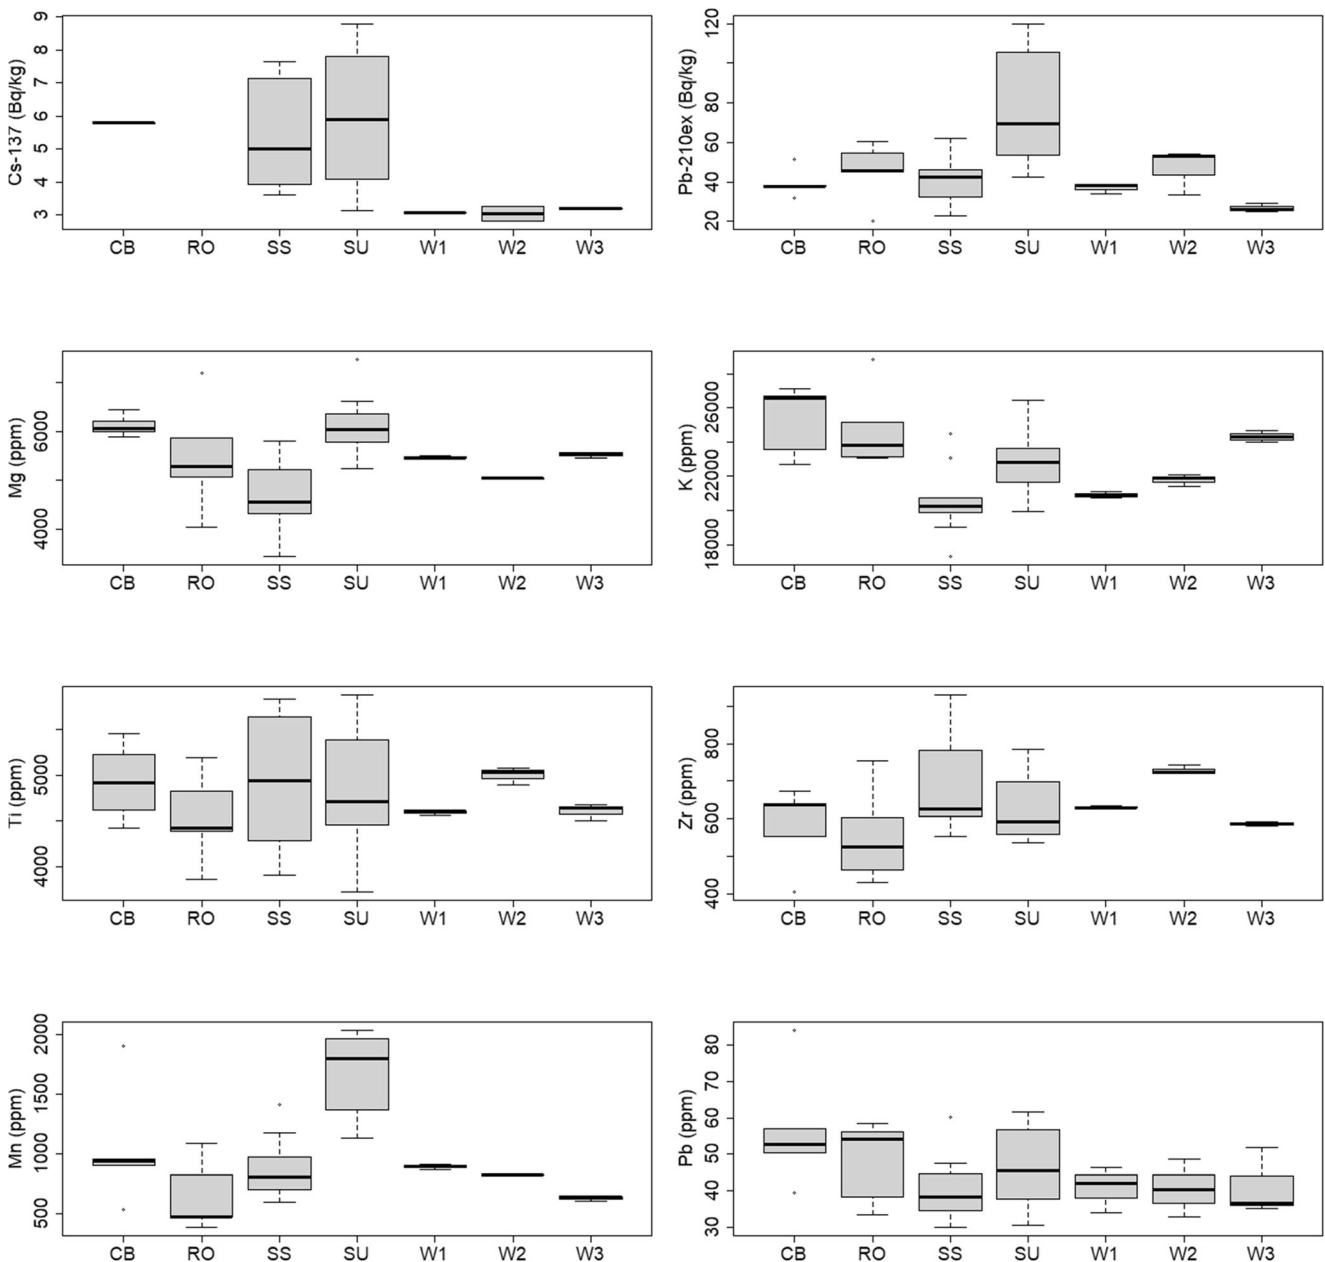 Cs-137 (Bq/kg)
9
8
7
6
5
4
3
CB RO SS SU W1 W2 W3
Pb-210ex (Bq/kg)
120
80
60
40
20
CB RO SS SU W1 W2 W3
Mg (ppm)
6000
4000
CB RO SS SU W1 W2 W3
K (ppm)
26000
22000
18000
CB RO SS SU W1 W2 W3
Ti (ppm)
5000
4000
CB RO SS SU W1 W2 W3
Zr (ppm)
800
600
400
CB RO SS SU W1 W2 W3
Mn (ppm)
2000
1500
1000
500
CB RO SS SU W1 W2 W3
Pb (ppm)
80
70
60
50
40
30
CB RO SS SU W1 W2 W3